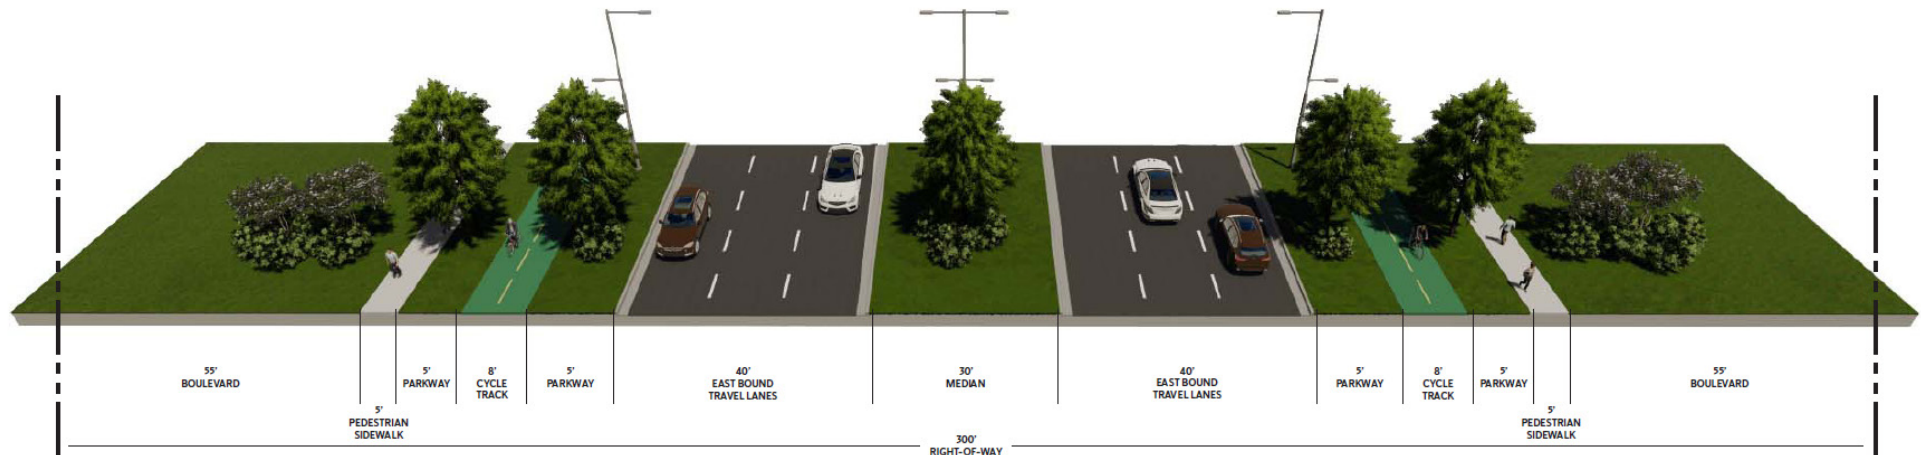 55'
BOULEVARD
5'
PEDESTRIAN
SIDEWALK
5'
PARKWAY
8'
CYCLE
TRACK
5'
PARKWAY
40'
EAST BOUND
TRAVEL LANES
30'
MEDIAN
40'
EAST BOUND
TRAVEL LANES
5'
PARKWAY
8'
CYCLE
TRACK
5'
PARKWAY
5'
PEDESTRIAN
SIDEWALK
55'
BOULEVARD
300'
RIGHT-OF-WAY